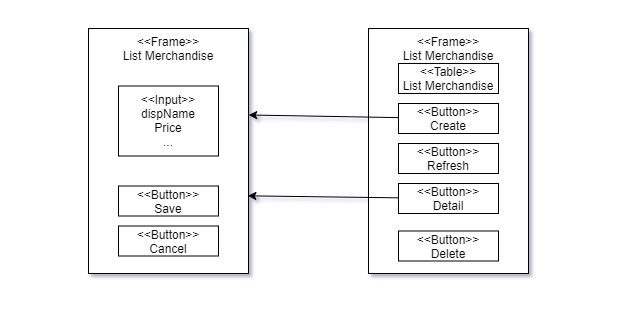 <<Frame>>
List Merchandise
<<Input>>
dispName
Price
...
<<Button>>
Save
<<Button>>
Cancel
<<Frame>>
List Merchandise
<<Table>>
List Merchandise
<<Button>>
Create
<<Button>>
Refresh
<<Button>>
Detail
<<Button>>
Delete